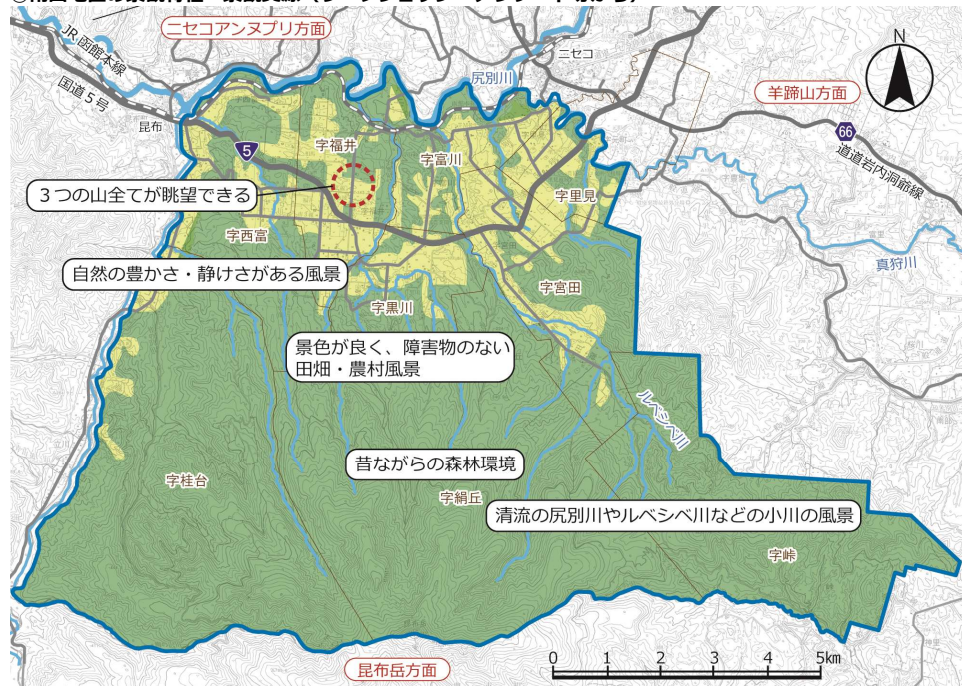 ニセコアンヌプリ方面
JR函館本線
国道5号
昆布
ニセコ
尻別川
N
羊蹄山方面
66
道道岩内洞爺線
5
字福井
字富川
字里見
3つの山全てが眺望できる
字西富
真狩川
自然の豊かさ・静けさがある風景
字宮田
字黒川
景色が良く、障害物のない
田畑・農村風景
ルベシベ川
昔ながらの森林環境
字桂台
字絹丘
清流の尻別川やルベシベ川などの小川の風景
字峠
昆布岳方面
0 1 2 3 4 5km